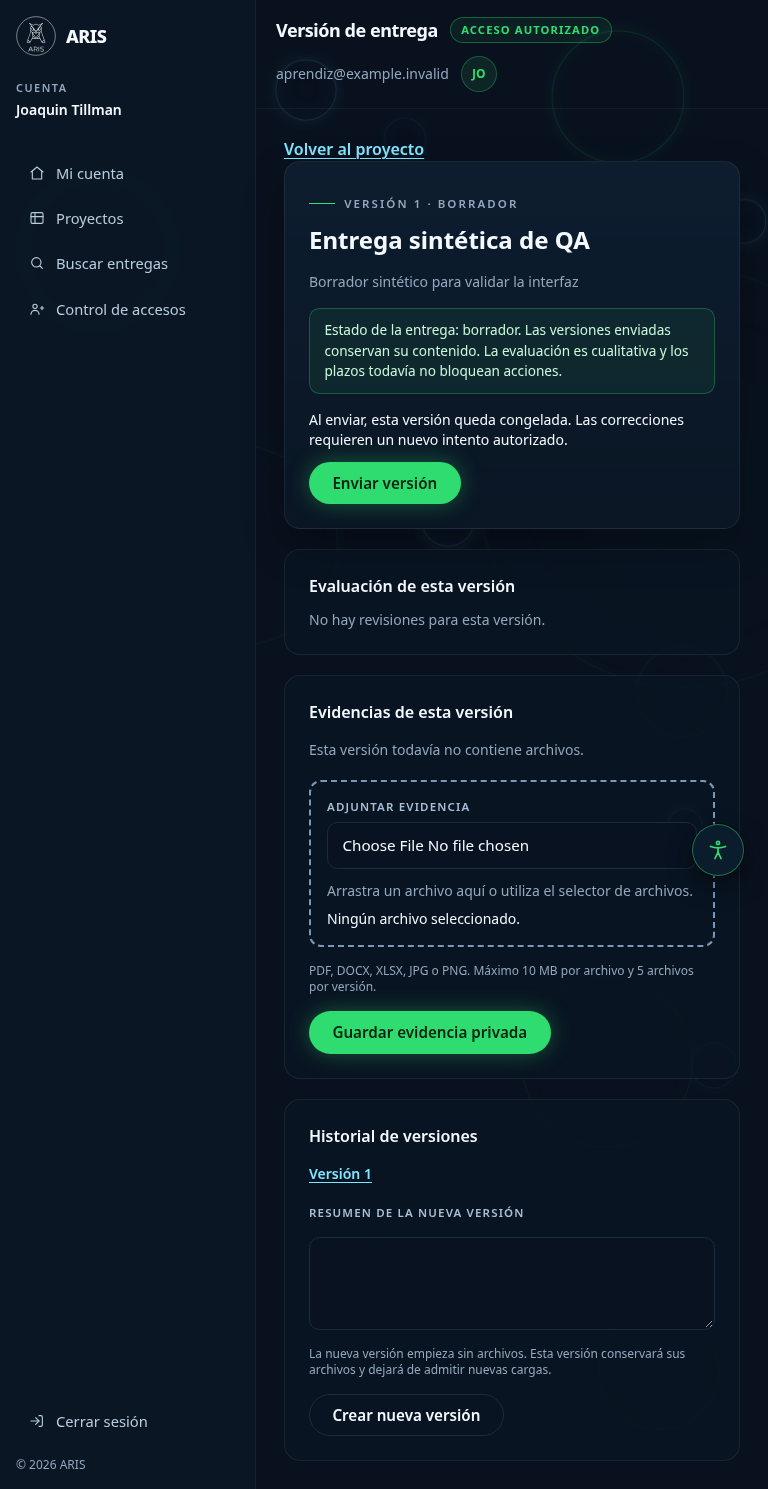 ARIS
ARIS
CUENTA
Joaquin Tillman
Mi cuenta
Proyectos
Buscar entregas
Control de accesos
Cerrar sesión
© 2026 ARIS
Versión de entrega
ACCESO AUTORIZADO
aprendiz@example.invalid
JO
Volver al proyecto
VERSIÓN 1 · BORRADOR
Entrega sintética de QA
Borrador sintético para validar la interfaz
Estado de la entrega: borrador. Las versiones enviadas
conservan su contenido. La evaluación es cualitativa y los
plazos todavía no bloquean acciones.
Al enviar, esta versión queda congelada. Las correcciones
requieren un nuevo intento autorizado.
Enviar versión
Evaluación de esta versión
No hay revisiones para esta versión.
Evidencias de esta versión
Esta versión todavía no contiene archivos.
ADJUNTAR EVIDENCIA
Choose File No file chosen
Arrastra un archivo aquí o utiliza el selector de archivos.
Ningún archivo seleccionado.
PDF, DOCX, XLSX, JPG o PNG. Máximo 10 MB por archivo y 5 archivos
por versión.
Guardar evidencia privada
Historial de versiones
Versión 1
RESUMEN DE LA NUEVA VERSIÓN
La nueva versión empieza sin archivos. Esta versión conservará sus
archivos y dejará de admitir nuevas cargas.
Crear nueva versión